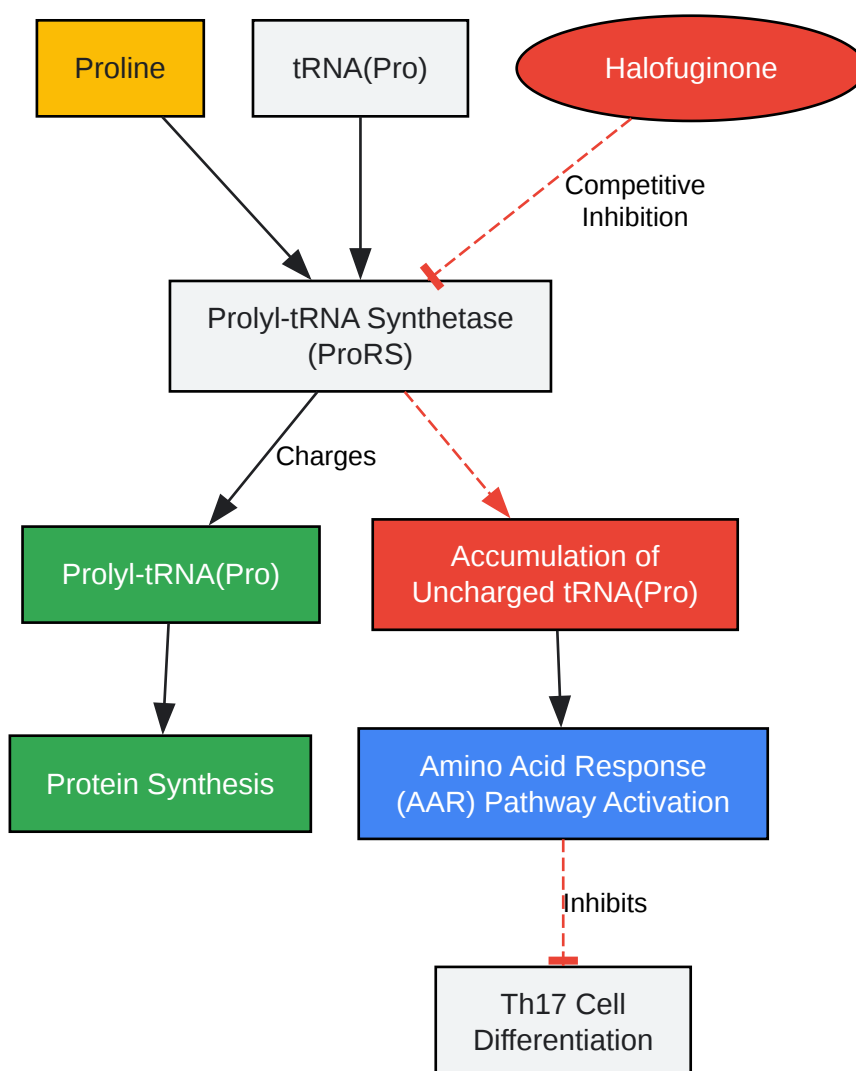 Proline
tRNA(Pro)
Halofuginone
Competitive
Inhibition
Prolyl-tRNA Synthetase
(ProRS)
Charges
Prolyl-tRNA(Pro)
Accumulation of
Uncharged tRNA(Pro)
Protein Synthesis
Amino Acid Response
(AAR) Pathway Activation
Inhibits
Th17 Cell
Differentiation